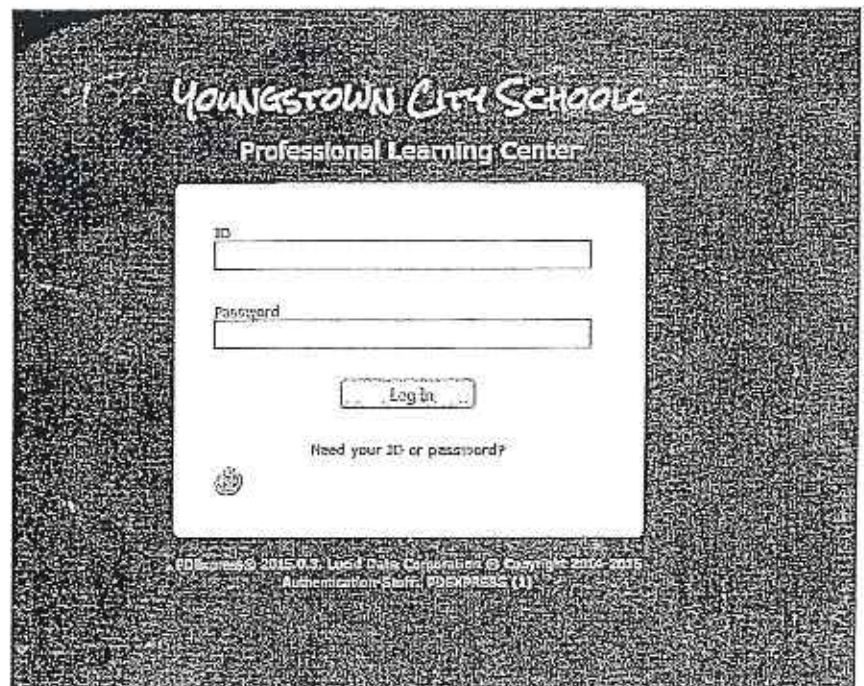 YOUNGSTOWN CITY SCHOOLS
Professional Learning Center
ID
Password
Log In
Need your ID or password?
PDExpress© 2015.0.3, Lucid Data Corporation © Copyright 2014-2015
Authentication Staff: PDEXPRESS (1)